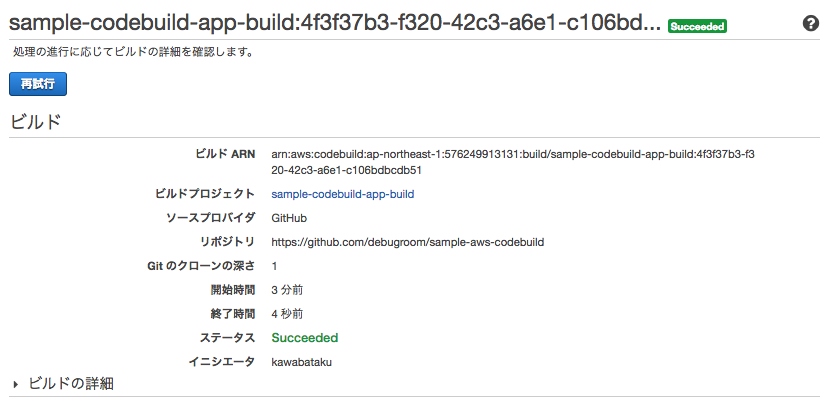 sample-codebuild-app-build:4f3f37b3-f320-42c3-a6e1-c106bd... Succeeded ?
処理の進行に応じてビルドの詳細を確認します。
再試行
ビルド
ビルド ARN arn:aws:codebuild:ap-northeast-1:576249913131:build/sample-codebuild-app-build:4f3f37b3-f3
20-42c3-a6e1-c106bdbcdb51
ビルドプロジェクト sample-codebuild-app-build
ソースプロバイダ GitHub
リポジトリ https://github.com/debugroom/sample-aws-codebuild
Git のクローンの深さ 1
開始時間 3 分前
終了時間 4 秒前
ステータス Succeeded
イニシエータ kawabataku
ビルドの詳細